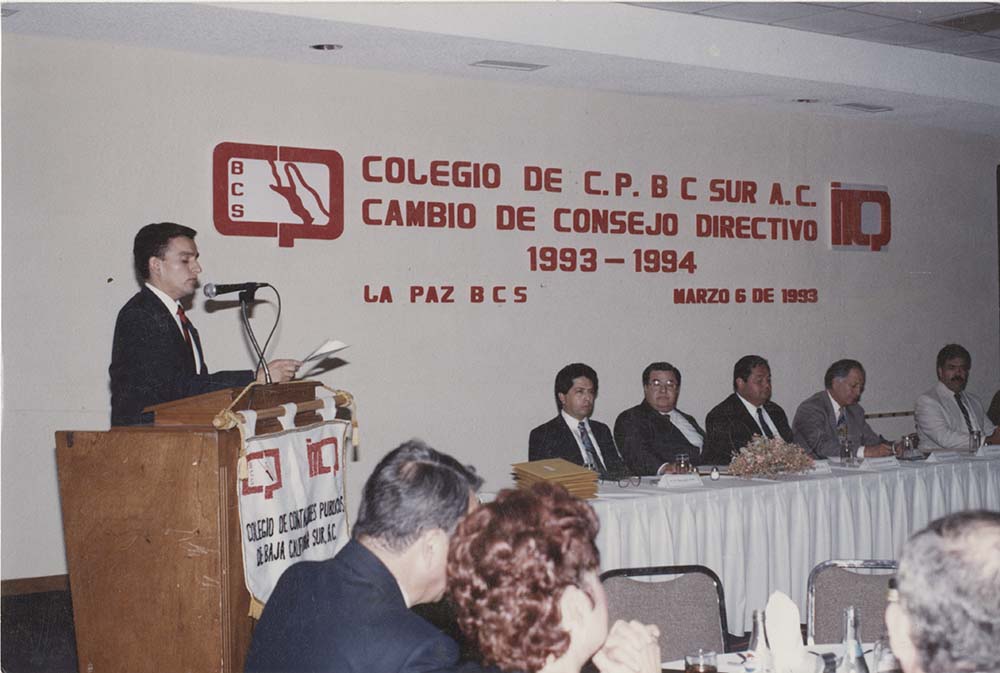 BCS
COLEGIO DE C.P. B C SUR A.C.
CAMBIO DE CONSEJO DIRECTIVO
1993-1994
LA PAZ B C S
MARZO 6 DE 1993
COLEGIO DE CONTADORES PUBLICOS
DE BAJA CALIFORNIA SUR, A.C.